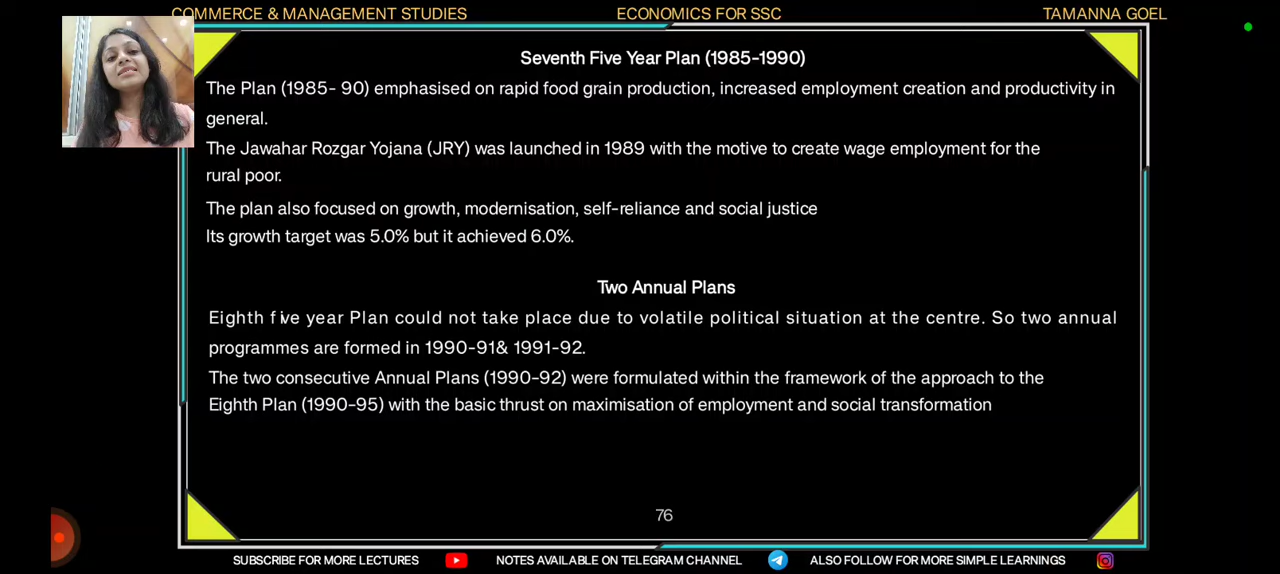 COMMERCE & MANAGEMENT STUDIES ECONOMICS FOR SSC TAMANNA GOEL
Seventh Five Year Plan (1985-1990)
The Plan (1985- 90) emphasised on rapid food grain production, increased employment creation and productivity in
general.
The Jawahar Rozgar Yojana (JRY) was launched in 1989 with the motive to create wage employment for the
rural poor.
The plan also focused on growth, modernisation, self-reliance and social justice
Its growth target was 5.0% but it achieved 6.0%.
Two Annual Plans
Eighth five year Plan could not take place due to volatile political situation at the centre. So two annual
programmes are formed in 1990-91& 1991-92.
The two consecutive Annual Plans (1990-92) were formulated within the framework of the approach to the
Eighth Plan (1990-95) with the basic thrust on maximisation of employment and social transformation
76
SUBSCRIBE FOR MORE LECTURES NOTES AVAILABLE ON TELEGRAM CHANNEL ALSO FOLLOW FOR MORE SIMPLE LEARNINGS